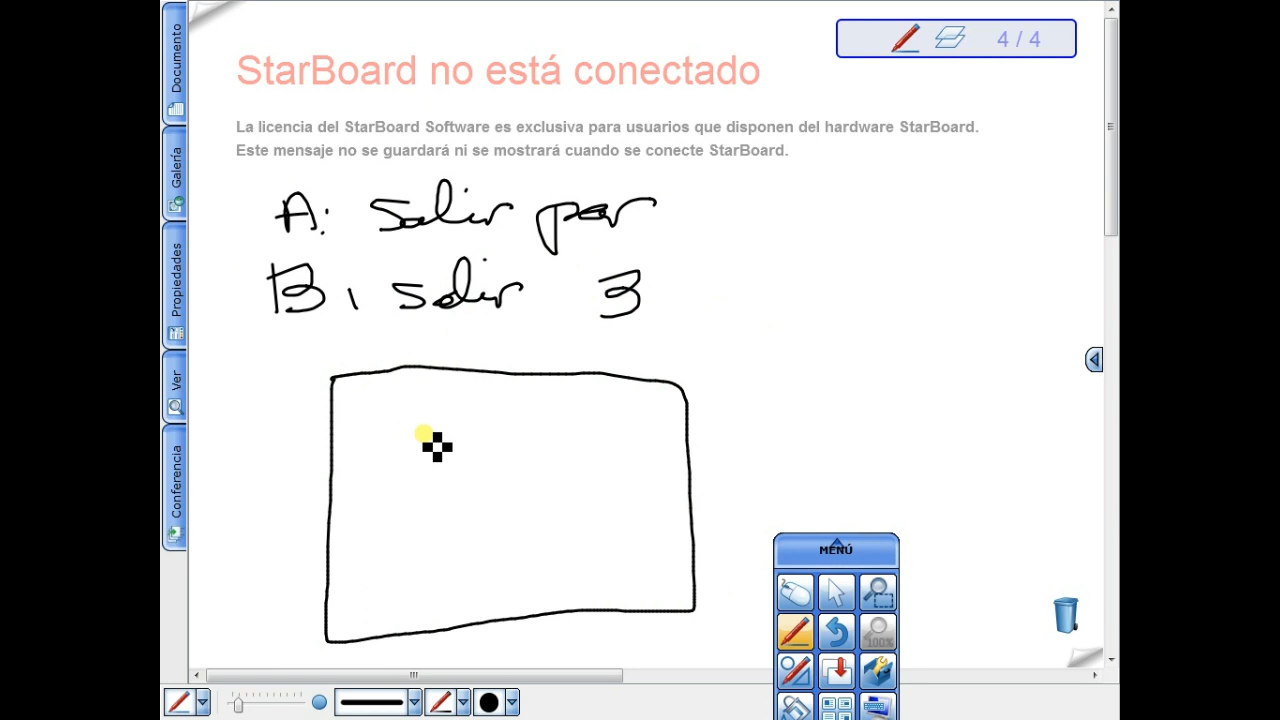 Documento
Galería
Propiedades
Ver
Conferencia
4 / 4
StarBoard no está conectado
La licencia del StarBoard Software es exclusiva para usuarios que disponen del hardware StarBoard.
Este mensaje no se guardará ni se mostrará cuando se conecte StarBoard.
A: Salir par
B: salir 3
MENÚ
100%